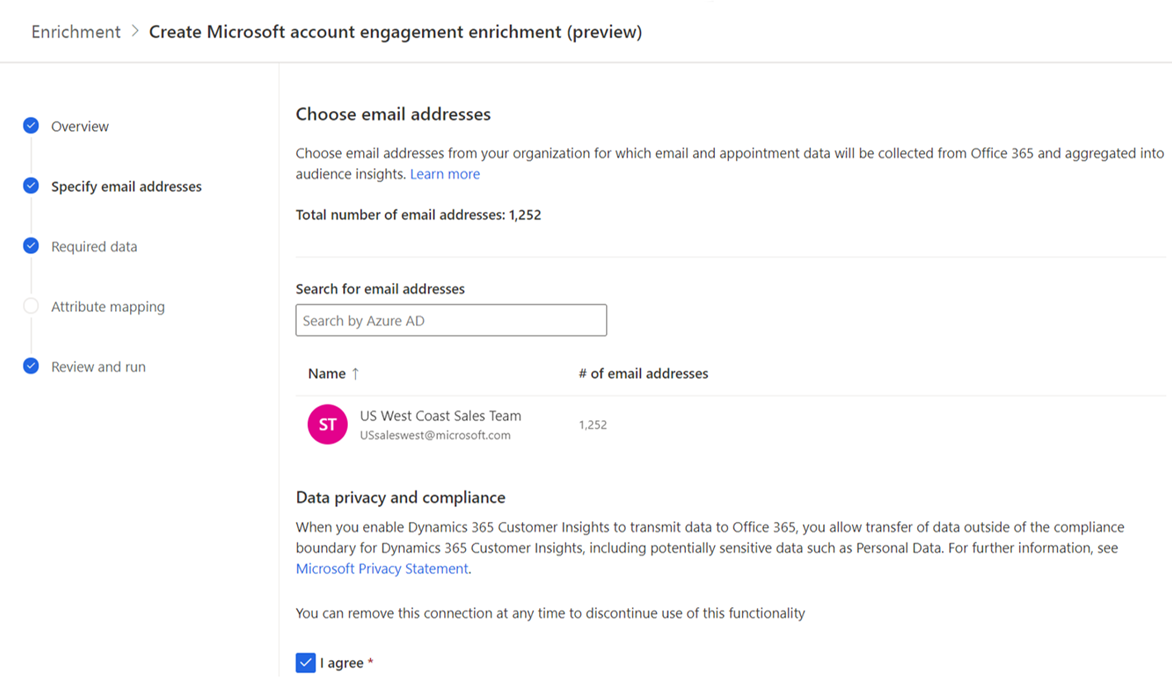 Enrichment > Create Microsoft account engagement enrichment (preview)
Overview
Specify email addresses
Required data
Attribute mapping
Review and run
Choose email addresses
Choose email addresses from your organization for which email and appointment data will be collected from Office 365 and aggregated into
audience insights. Learn more
Total number of email addresses: 1,252
Search for email addresses
Search by Azure AD
Name ↑ # of email addresses
ST US West Coast Sales Team 1,252
USsaleswest@microsoft.com
Data privacy and compliance
When you enable Dynamics 365 Customer Insights to transmit data to Office 365, you allow transfer of data outside of the compliance
boundary for Dynamics 365 Customer Insights, including potentially sensitive data such as Personal Data. For further information, see
Microsoft Privacy Statement.
You can remove this connection at any time to discontinue use of this functionality
I agree *